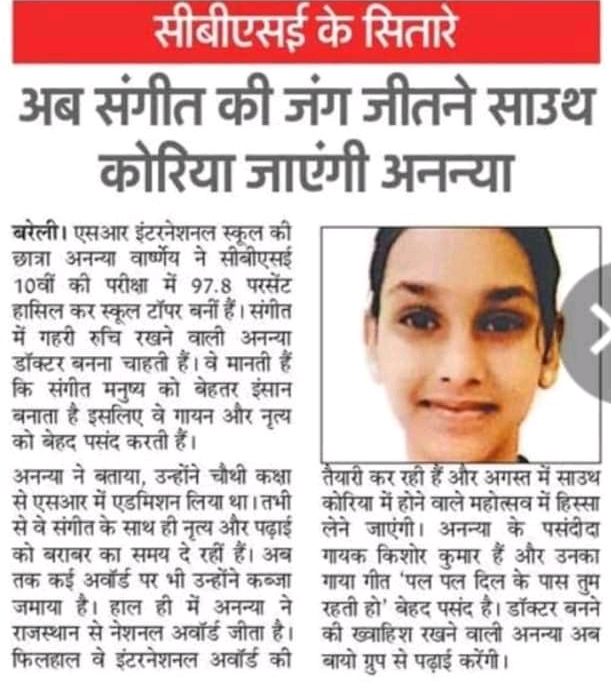 सीबीएसई के सितारे
अब संगीत की जंग जीतने साउथ
कोरिया जाएंगी अनन्या
बरेली। एसआर इंटरनेशनल स्कूल की
छात्रा अनन्या वार्ष्णेय ने सीबीएसई
10वीं की परीक्षा में 97.8 परसेंट
हासिल कर स्कूल टॉपर बनीं हैं। संगीत
में गहरी रुचि रखने वाली अनन्या
डॉक्टर बनना चाहती हैं। वे मानती हैं
कि संगीत मनुष्य को बेहतर इंसान
बनाता है इसलिए वे गायन और नृत्य
को बेहद पसंद करती हैं।
अनन्या ने बताया, उन्होंने चौथी कक्षा
से एसआर में एडमिशन लिया था। तभी
से वे संगीत के साथ ही नृत्य और पढ़ाई
को बराबर का समय दे रहीं हैं। अब
तक कई अवॉर्ड पर भी उन्होंने कब्जा
जमाया है। हाल ही में अनन्या ने
राजस्थान से नेशनल अवॉर्ड जीता है।
फिलहाल वे इंटरनेशनल अवॉर्ड की
तैयारी कर रही हैं और अगस्त में साउथ
कोरिया में होने वाले महोत्सव में हिस्सा
लेने जाएंगी। अनन्या के पसंदीदा
गायक किशोर कुमार हैं और उनका
गाया गीत 'पल पल दिल के पास तुम
रहती हो' बेहद पसंद है। डॉक्टर बनने
की ख्वाहिश रखने वाली अनन्या अब
बायो ग्रुप से पढ़ाई करेंगी।